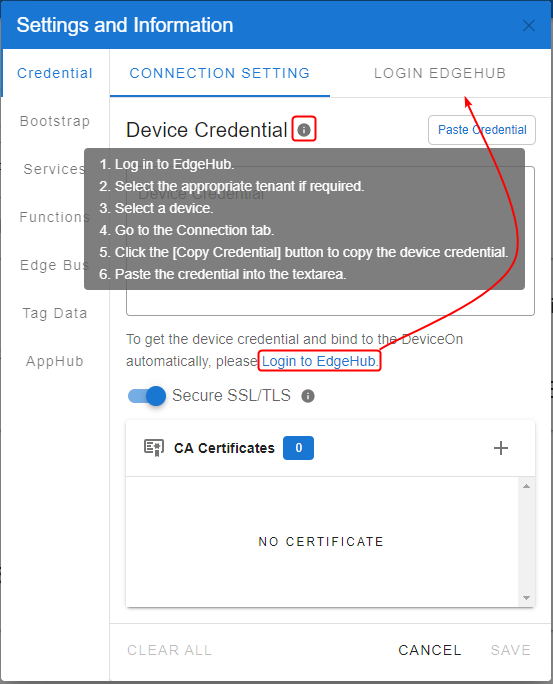 Settings and Information
Credential
Bootstrap
Services
Functions
Edge Bus
Tag Data
AppHub
CONNECTION SETTING
LOGIN EDGEHUB
Device Credential
Paste Credential
Device Credential
1. Log in to EdgeHub.
2. Select the appropriate tenant if required.
3. Select a device.
4. Go to the Connection tab.
5. Click the [Copy Credential] button to copy the device credential.
6. Paste the credential into the textarea.
To get the device credential and bind to the DeviceOn
automatically, please Login to EdgeHub.
Secure SSL/TLS
CA Certificates 0
NO CERTIFICATE
CLEAR ALL
CANCEL
SAVE